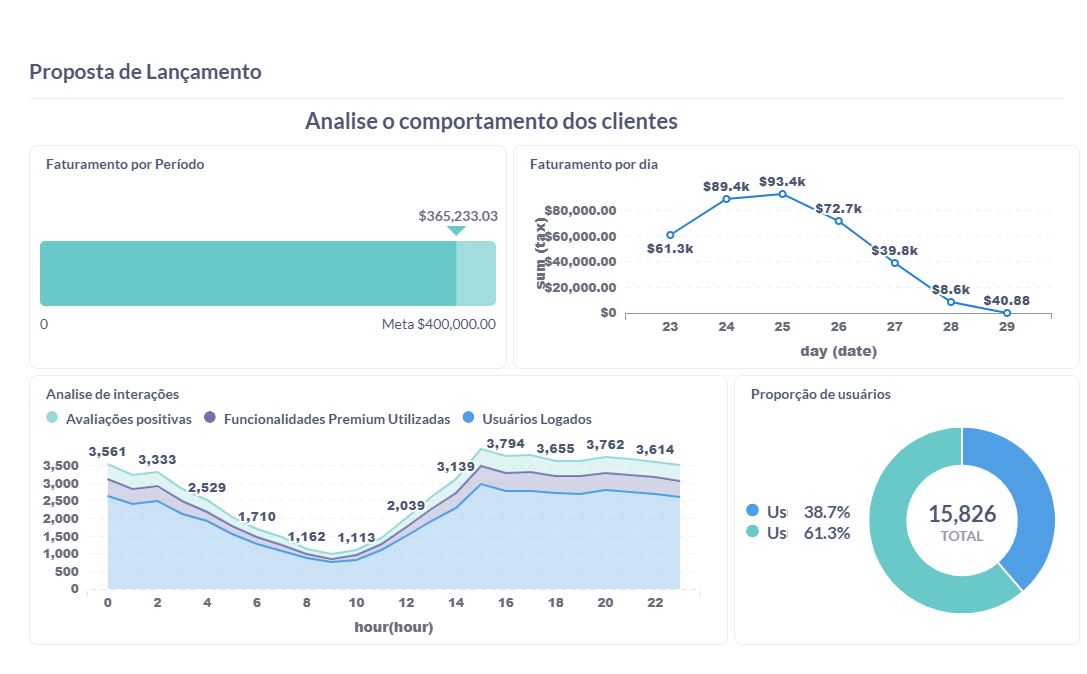 Proposta de Lançamento
Analise o comportamento dos clientes
Faturamento por Período
$365,233.03
0
Meta $400,000.00
Faturamento por dia
sum (tax)
$80,000.00
$60,000.00
$40,000.00
$20,000.00
$0
$61.3k
$89.4k
$93.4k
$72.7k
$39.8k
$8.6k
$40.88
23 24 25 26 27 28 29
day (date)
Analise de interações
Avaliações positivas Funcionalidades Premium Utilizadas Usuários Logados
3,500
3,000
2,500
2,000
1,500
1,000
500
0
3,561
3,333
2,529
1,710
1,162
1,113
2,039
3,139
3,794
3,655
3,762
3,614
0 2 4 6 8 10 12 14 16 18 20 22
hour(hour)
Proporção de usuários
Us 38.7%
Us 61.3%
15,826
TOTAL